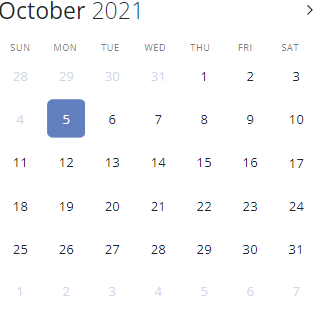 October 2021 >
SUN MON TUE WED THU FRI SAT
28 29 30 31 1 2 3
4 5 6 7 8 9 10
11 12 13 14 15 16 17
18 19 20 21 22 23 24
25 26 27 28 29 30 31
1 2 3 4 5 6 7